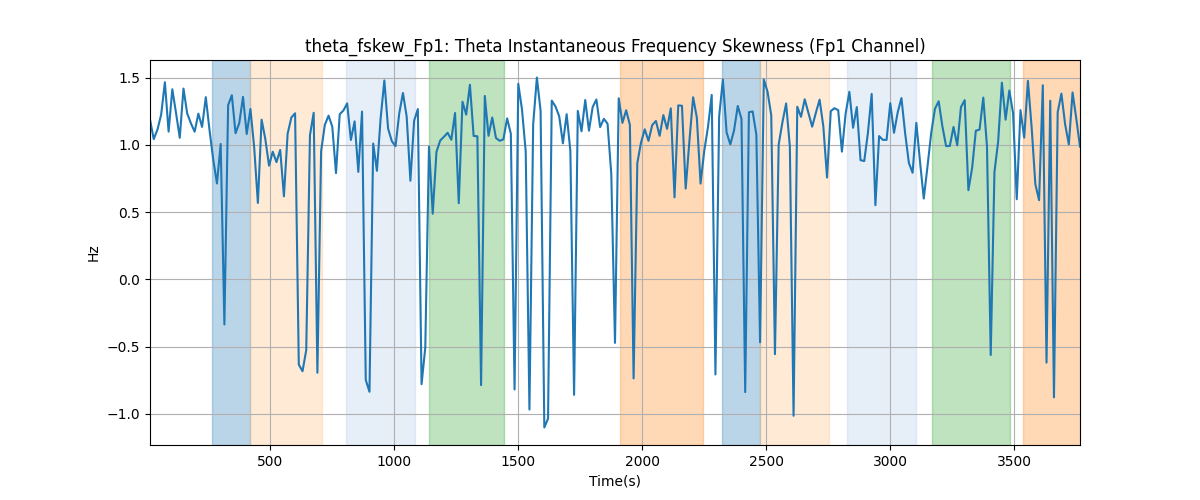 theta_fskew_Fp1: Theta Instantaneous Frequency Skewness (Fp1 Channel)
1.5
1.0
0.5
0.0
−0.5
−1.0
Hz
500 1000 1500 2000 2500 3000 3500
Time(s)